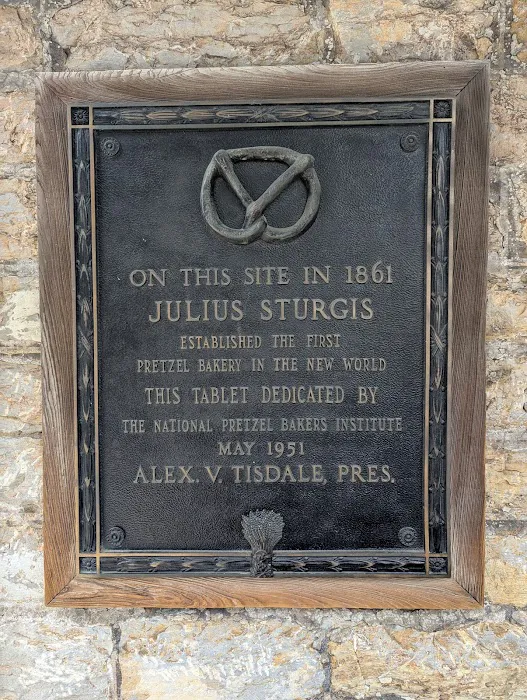 ON THIS SITE IN 1861
JULIUS STURGIS
ESTABLISHED THE FIRST
PRETZEL BAKERY IN THE NEW WORLD
THIS TABLET DEDICATED BY
THE NATIONAL PRETZEL BAKERS INSTITUTE
MAY 1951
ALEX. V. TISDALE, PRES.